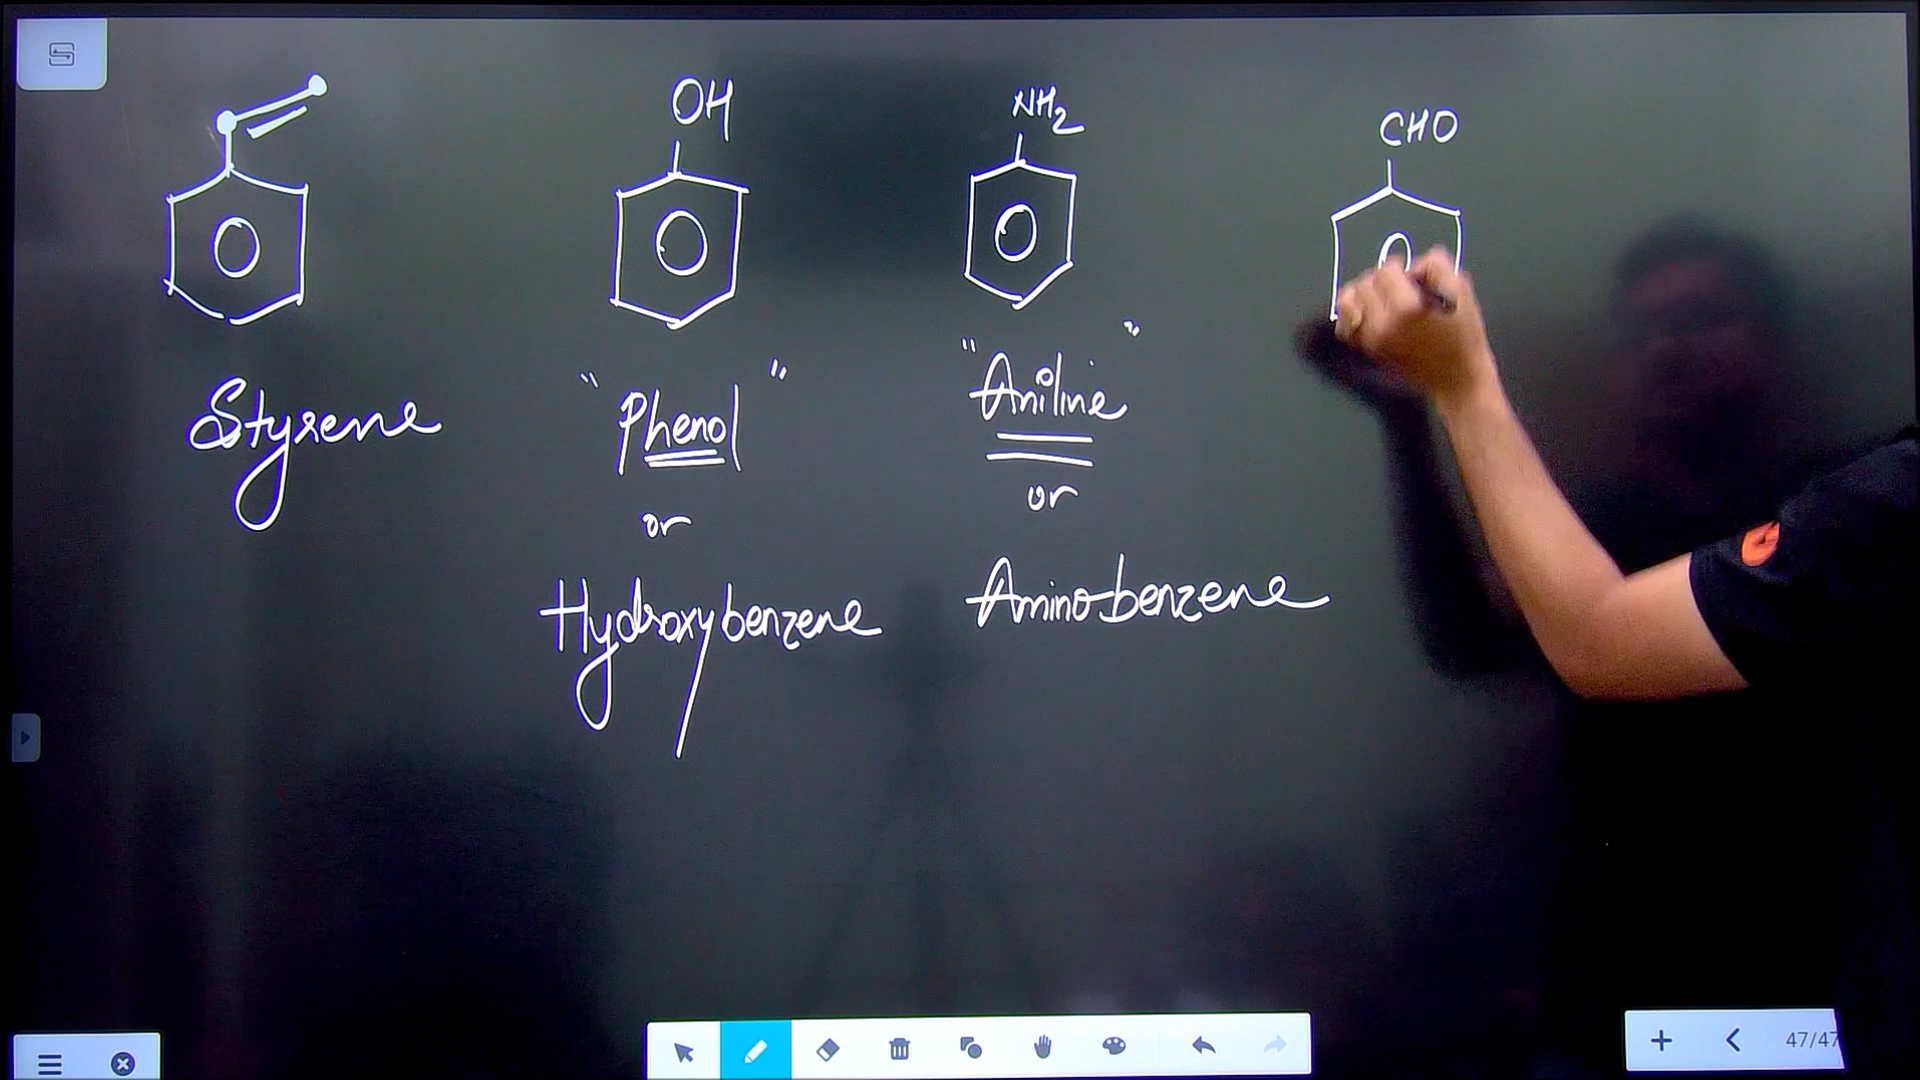 OH
NH2
CHO
Styrene
"Phenol"
or
Hydroxybenzene
"Aniline"
or
Aminobenzene
47/47